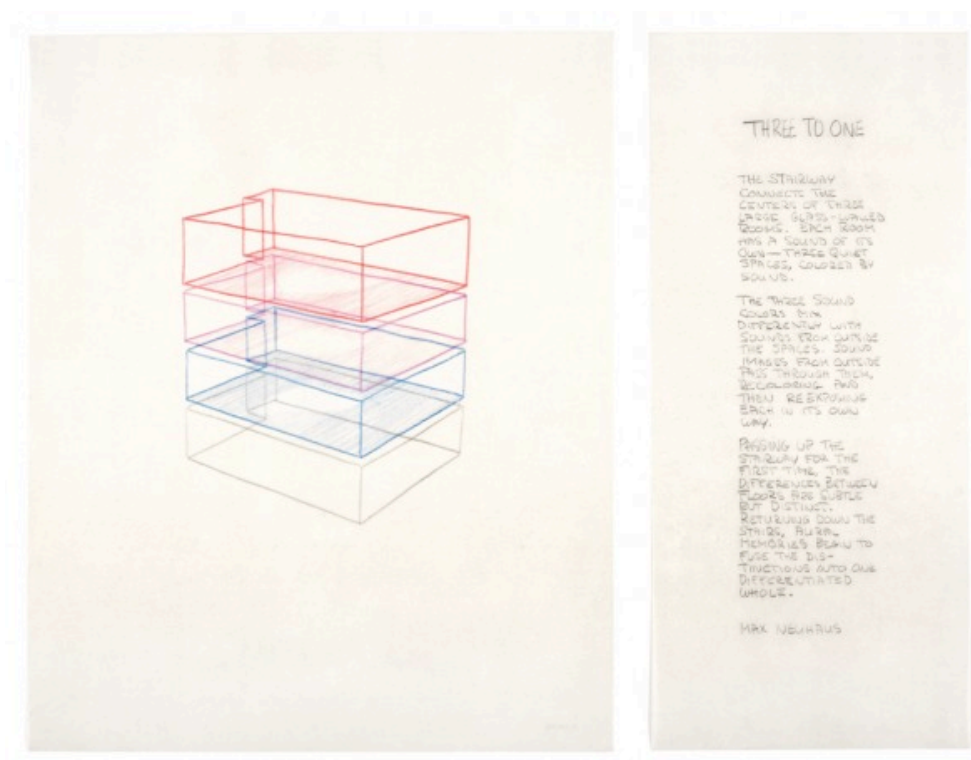 THREE TO ONE
THE STAIRWAY
CONNECTS THE
CENTERS OF THREE
LARGE GLASS-WALLED
ROOMS. EACH ROOM
HAS A SOUND OF ITS
OWN—THREE QUIET
SPACES, COLORED BY
SOUND.
THE THREE SOUND
COLORS MIX
DIFFERENTLY WITH
SOUNDS FROM OUTSIDE
THE SPACES. SOUND
IMAGES FROM OUTSIDE
PASS THROUGH THEM,
RECOLORING AND
THEN REEXPOSING
EACH IN ITS OWN
WAY.
PASSING UP THE
STAIRWAY FOR THE
FIRST TIME, THE
DIFFERENCES BETWEEN
FLOORS ARE SUBTLE
BUT DISTINCT.
RETURNING DOWN THE
STAIRS, AURAL
MEMORIES BEGIN TO
FUSE THE DIS-
TINCTIONS INTO ONE
DIFFERENTIATED
WHOLE.
MAX NEUHAUS